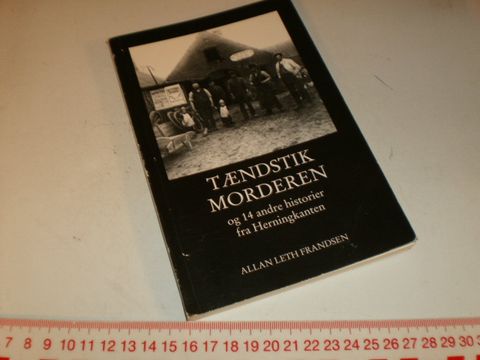 TÆNDSTIK
MORDEREN
og 14 andre historier
fra Herningkanten
ALLAN LETH FRANDSEN
7 8 9 10 11 12 13 14 15 16 17 18 19 20 21 22 23 24 25 26 27 28 29 30